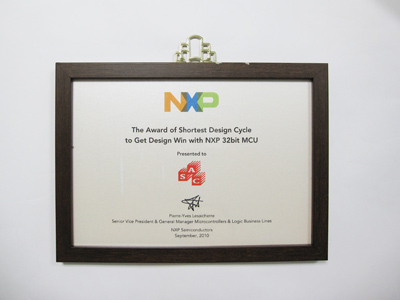 NXP
The Award of Shortest Design Cycle
to Get Design Win with NXP 32bit MCU
Presented to
SAC
Pierre-Yves Lesaicherre
Senior Vice President & General Manager Microcontrollers & Logic Business Lines
NXP Semiconductors
September, 2010